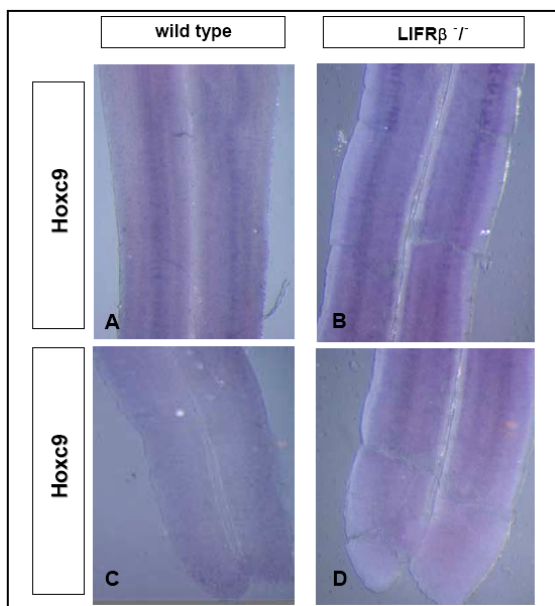 wild type
LIFRβ -/-
Hoxc9
A
B
Hoxc9
C
D